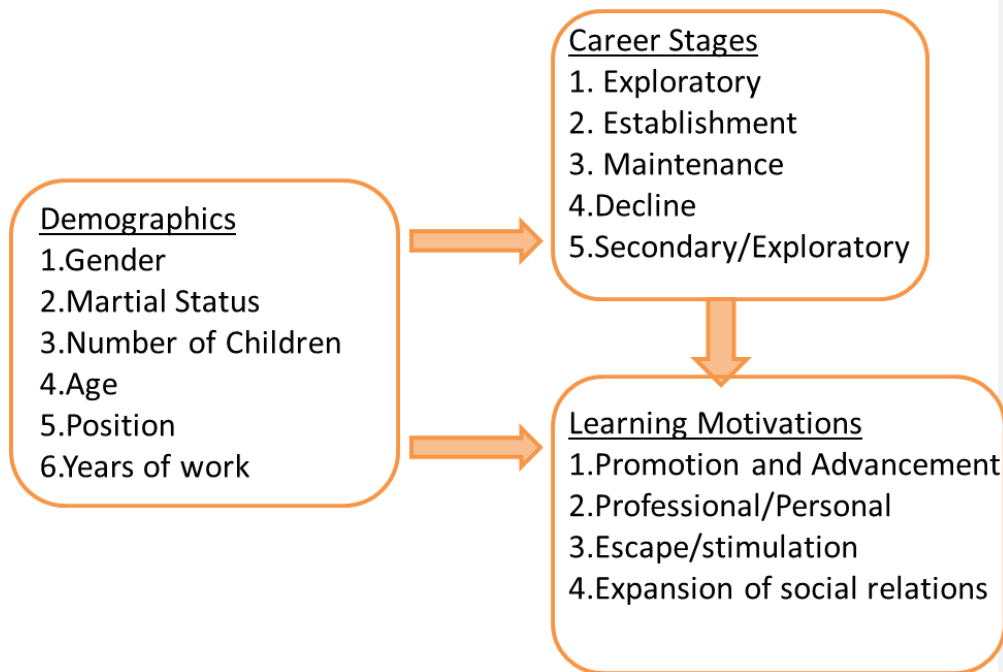 Career Stages
1. Exploratory
2. Establishment
3. Maintenance
4.Decline
5.Secondary/Exploratory
Demographics
1.Gender
2.Martial Status
3.Number of Children
4.Age
5.Position
6.Years of work
Learning Motivations
1.Promotion and Advancement
2.Professional/Personal
3.Escape/stimulation
4.Expansion of social relations